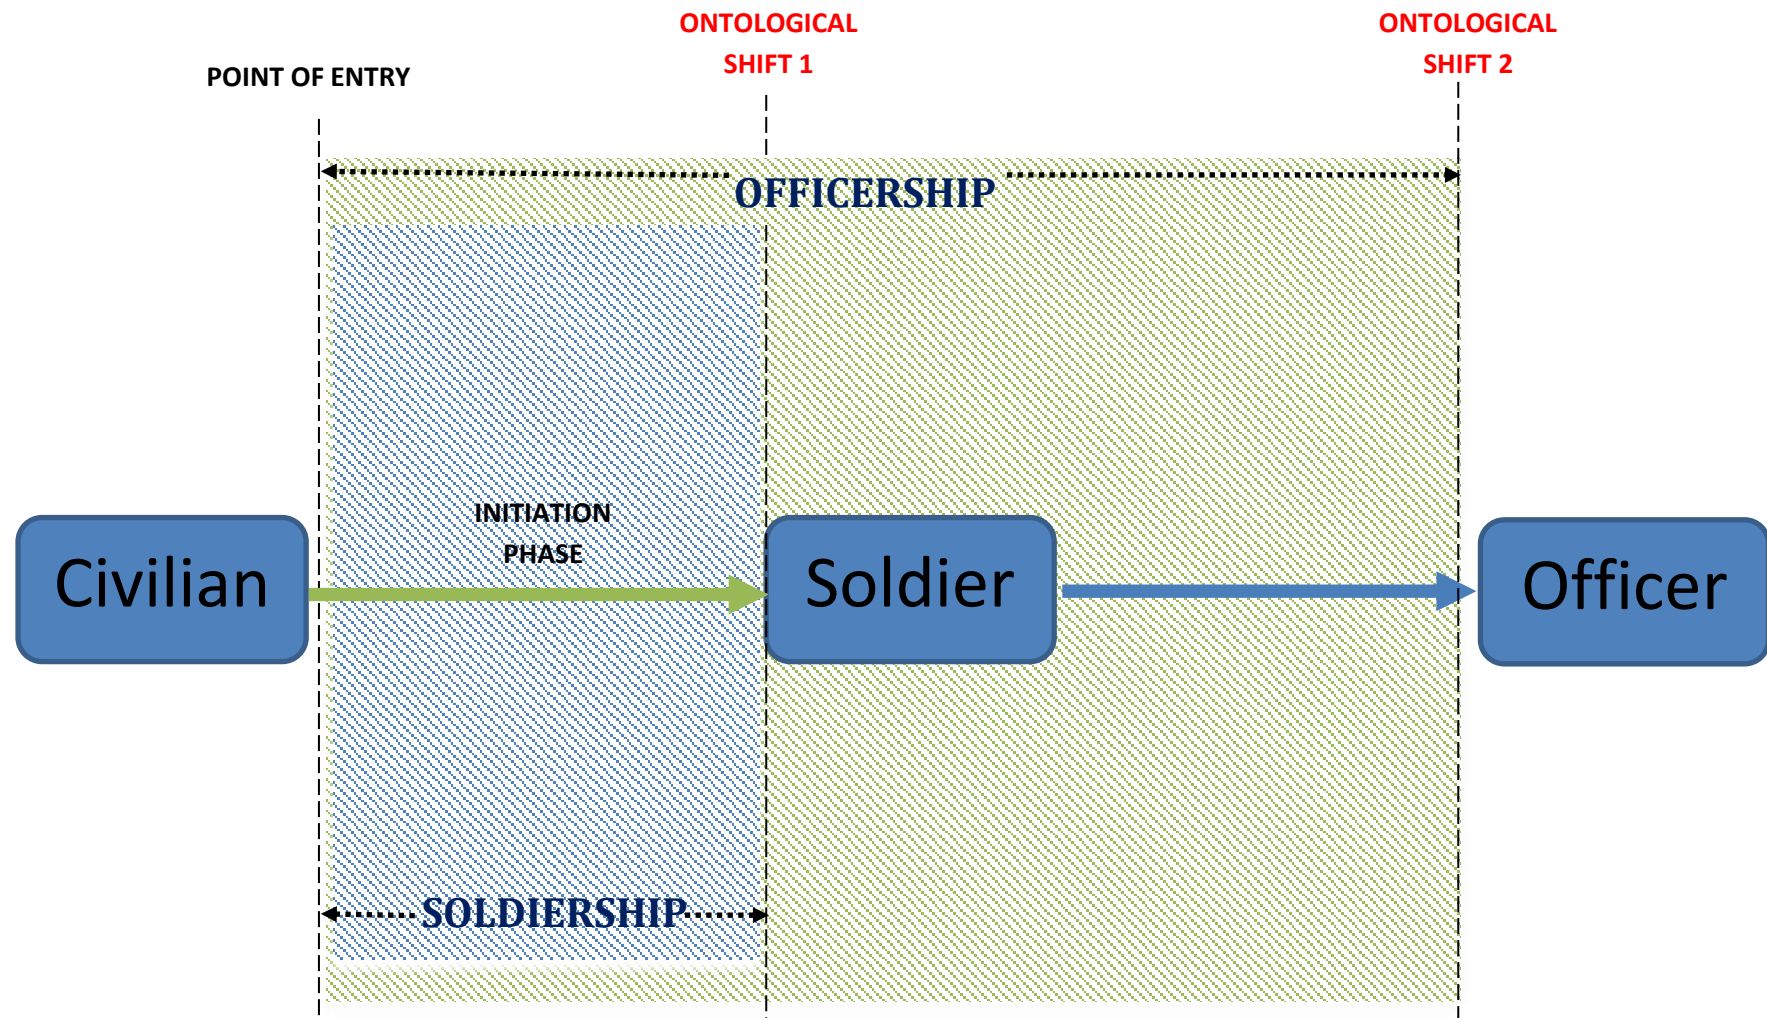 ONTOLOGICAL
SHIFT 1
ONTOLOGICAL
SHIFT 2
POINT OF ENTRY
OFFICERSHIP
INITIATION
PHASE
Civilian
Soldier
Officer
SOLDIERSHIP